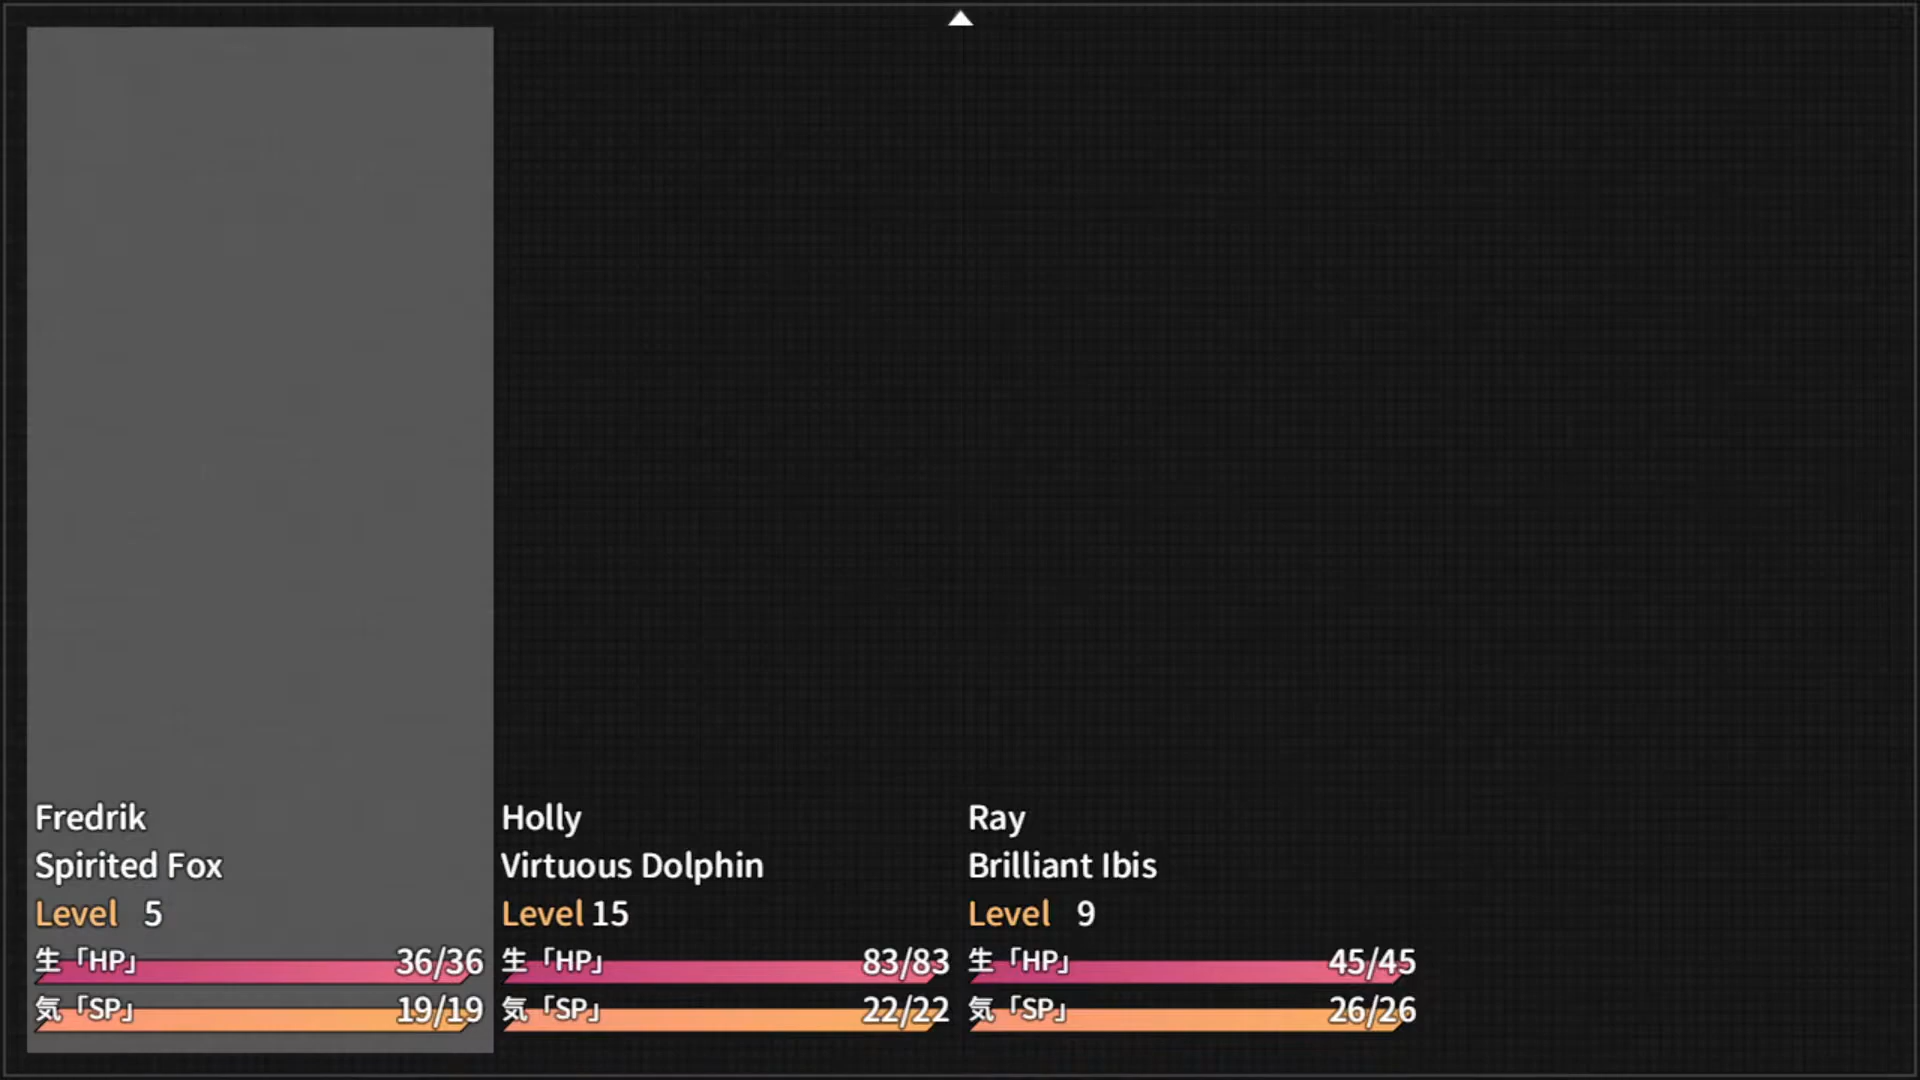 Fredrik
Spirited Fox
Level 5
生「HP」 36/36
気「SP」 19/19
Holly
Virtuous Dolphin
Level 15
生「HP」 83/83
気「SP」 22/22
Ray
Brilliant Ibis
Level 9
生「HP」 45/45
気「SP」 26/26